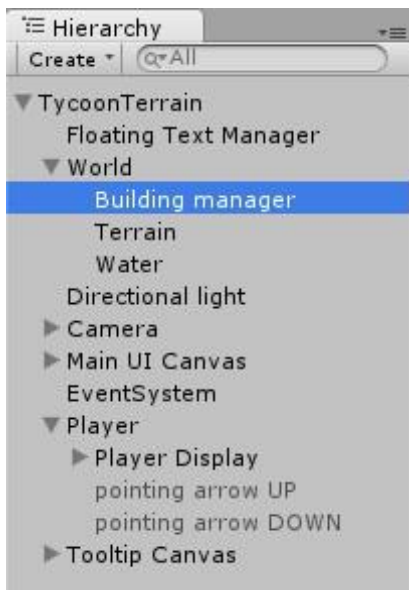 Hierarchy
Create All
TycoonTerrain
Floating Text Manager
World
Building manager
Terrain
Water
Directional light
Camera
Main UI Canvas
EventSystem
Player
Player Display
pointing arrow UP
pointing arrow DOWN
Tooltip Canvas